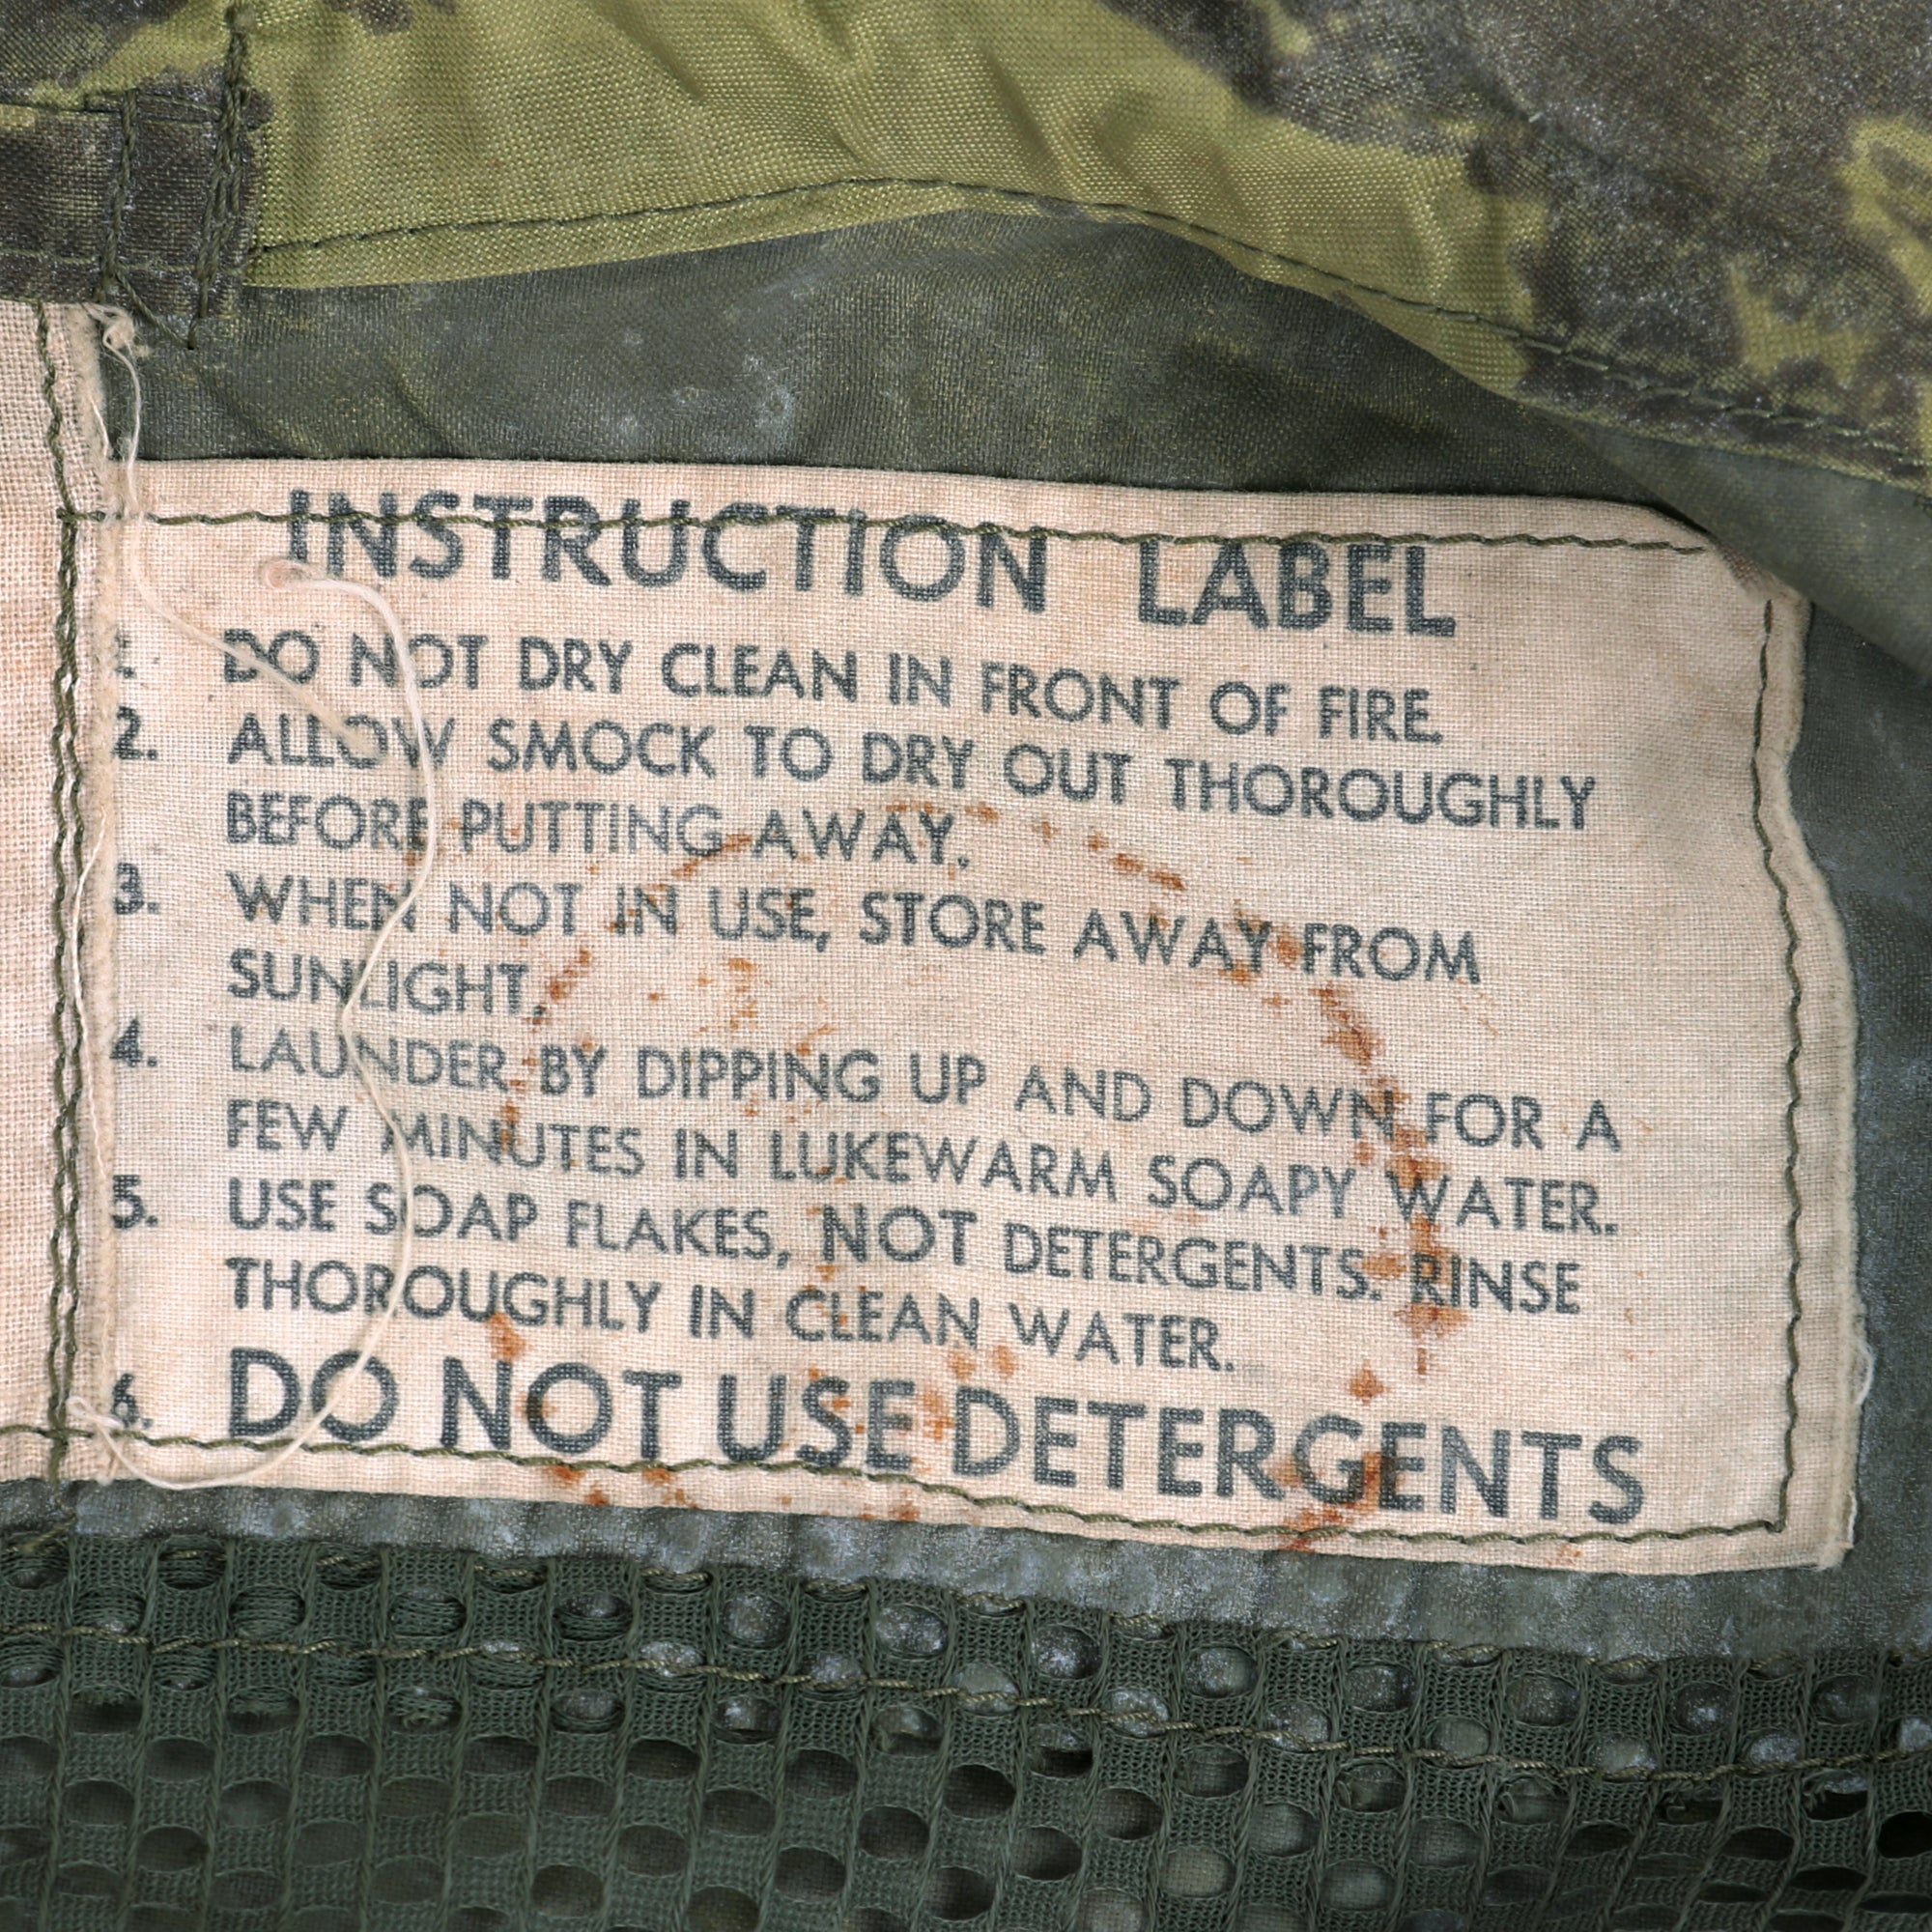 INSTRUCTION LABEL
1. DO NOT DRY CLEAN IN FRONT OF FIRE.
2. ALLOW SMOCK TO DRY OUT THOROUGHLY
BEFORE PUTTING AWAY.
3. WHEN NOT IN USE, STORE AWAY FROM
SUNLIGHT.
4. LAUNDER BY DIPPING UP AND DOWN FOR A
FEW MINUTES IN LUKEWARM SOAPY WATER.
5. USE SOAP FLAKES, NOT DETERGENTS. RINSE
THOROUGHLY IN CLEAN WATER.
6. DO NOT USE DETERGENTS